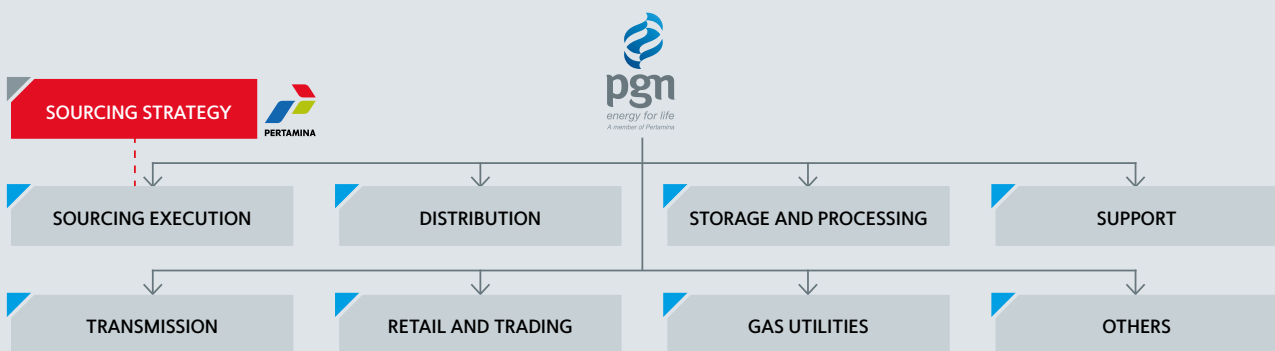 pgn
energy for life
A member of Pertamina
SOURCING STRATEGY
PERTAMINA
SOURCING EXECUTION
DISTRIBUTION
STORAGE AND PROCESSING
SUPPORT
TRANSMISSION
RETAIL AND TRADING
GAS UTILITIES
OTHERS